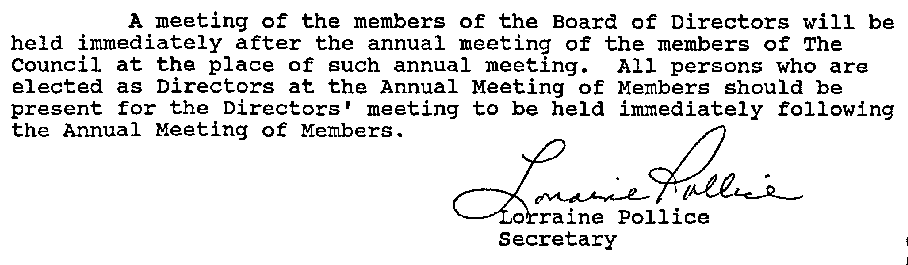 A meeting of the members of the Board of Directors will be
held immediately after the annual meeting of the members of The
Council at the place of such annual meeting. All persons who are
elected as Directors at the Annual Meeting of Members should be
present for the Directors' meeting to be held immediately following
the Annual Meeting of Members.
Lorraine Pollice
Lorraine Pollice
Secretary